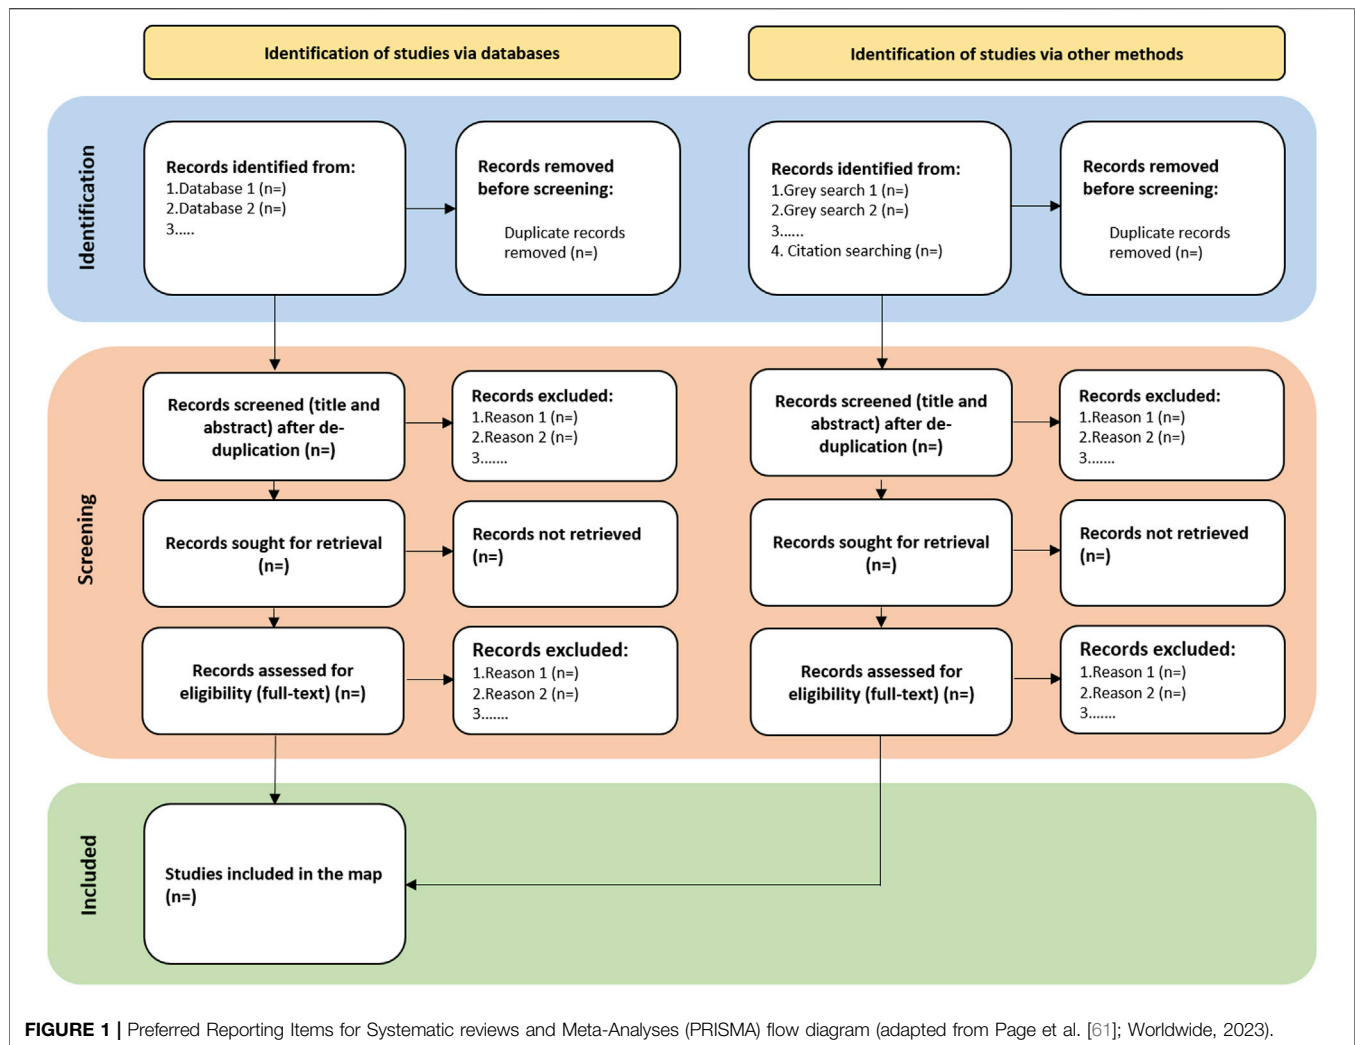 Identification of studies via databases
Identification of studies via other methods
Identification
Records identified from:
1.Database 1 (n=)
2.Database 2 (n=)
3.....
Records removed
before screening:
Duplicate records
removed (n=)
Records identified from:
1.Grey search 1 (n=)
2.Grey search 2 (n=)
3......
4. Citation searching (n=)
Records removed
before screening:
Duplicate records
removed (n=)
Screening
Records screened (title and
abstract) after de-
duplication (n=)
Records excluded:
1.Reason 1 (n=)
2.Reason 2 (n=)
3.......
Records screened (title and
abstract) after de-
duplication (n=)
Records excluded:
1.Reason 1 (n=)
2.Reason 2 (n=)
3.......
Records sought for retrieval
(n=)
Records not retrieved
(n=)
Records sought for retrieval
(n=)
Records not retrieved
(n=)
Records assessed for
eligibility (full-text) (n=)
Records excluded:
1.Reason 1 (n=)
2.Reason 2 (n=)
3.......
Records assessed for
eligibility (full-text) (n=)
Records excluded:
1.Reason 1 (n=)
2.Reason 2 (n=)
3.......
Included
Studies included in the map
(n=)
FIGURE 1 | Preferred Reporting Items for Systematic reviews and Meta-Analyses (PRISMA) flow diagram (adapted from Page et al. [61]; Worldwide, 2023).